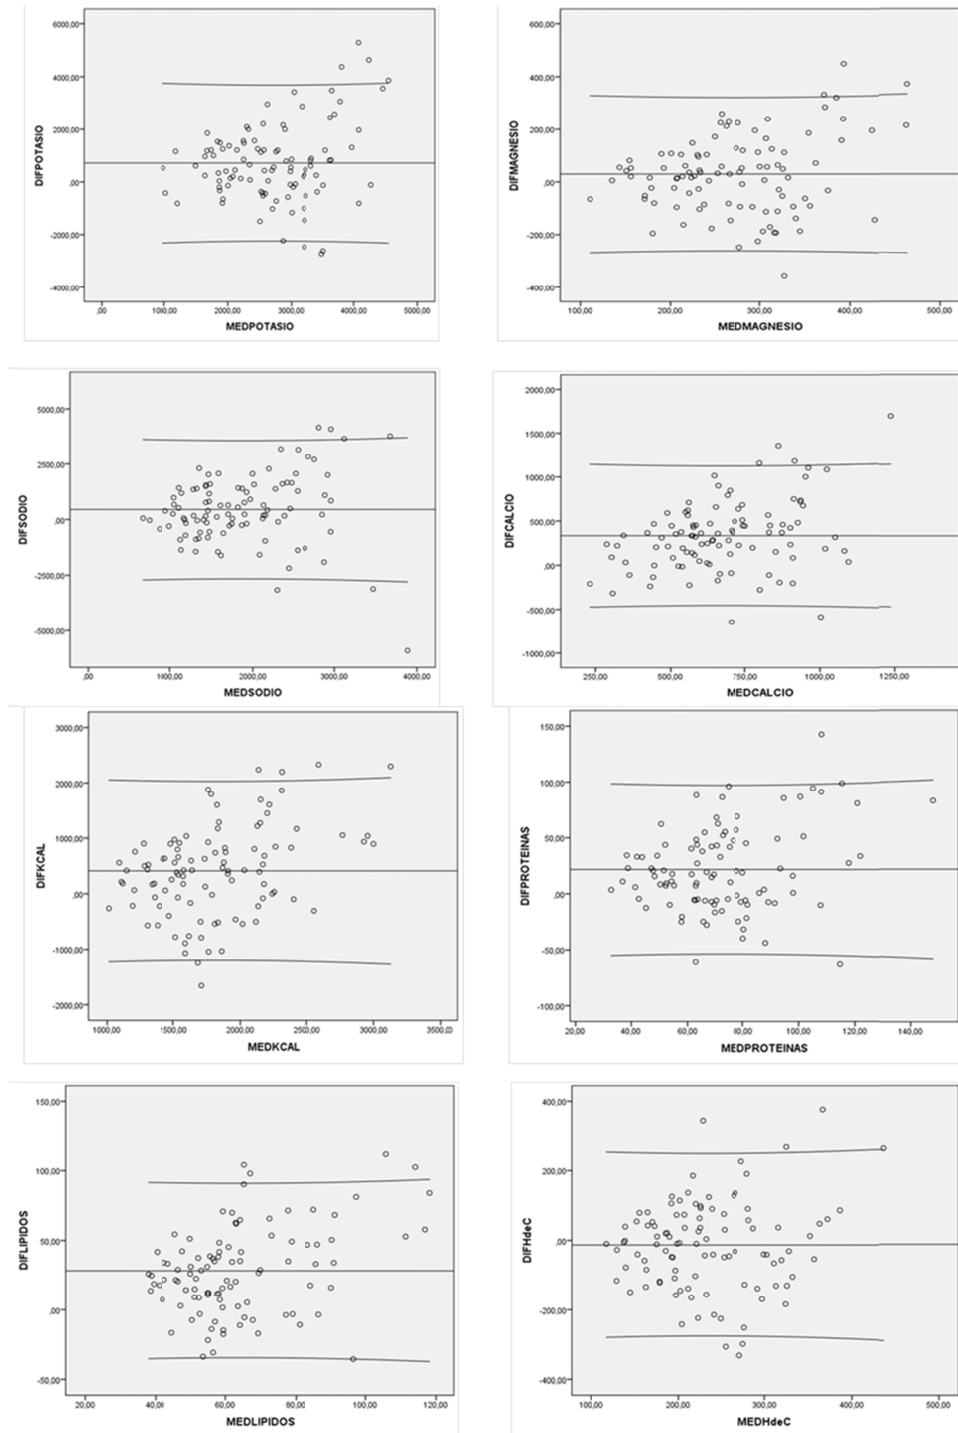 6000,00
4000,00
2000,00
,00
-2000,00
-4000,00
DIFPOTASIO
,00 1000,00 2000,00 3000,00 4000,00 5000,00
MEDPOTASIO
600,00
400,00
200,00
,00
-200,00
-400,00
DIFMAGNESIO
100,00 200,00 300,00 400,00 500,00
MEDMAGNESIO
5000,00
2500,00
,00
-2500,00
-5000,00
DIFSODIO
,00 1000,00 2000,00 3000,00 4000,00
MEDSODIO
2000,00
1000,00
500,00
,00
-500,00
-1000,00
DIFCALCIO
250,00 500,00 750,00 1000,00 1250,00
MEDCALCIO
3000,00
2000,00
1000,00
,00
-1000,00
-2000,00
DIFKCAL
1000,00 1500,00 2000,00 2500,00 3000,00 3500,00
MEDKCAL
150,00
100,00
50,00
,00
-50,00
-100,00
DIFPROTEINAS
20,00 40,00 60,00 80,00 100,00 120,00 140,00
MEDPROTEINAS
150,00
100,00
50,00
,00
-50,00
DIFLIPIDOS
20,00 40,00 60,00 80,00 100,00 120,00
MEDLIPIDOS
400,00
200,00
,00
-200,00
-400,00
DIFHdeC
100,00 200,00 300,00 400,00 500,00
MEDHdeC